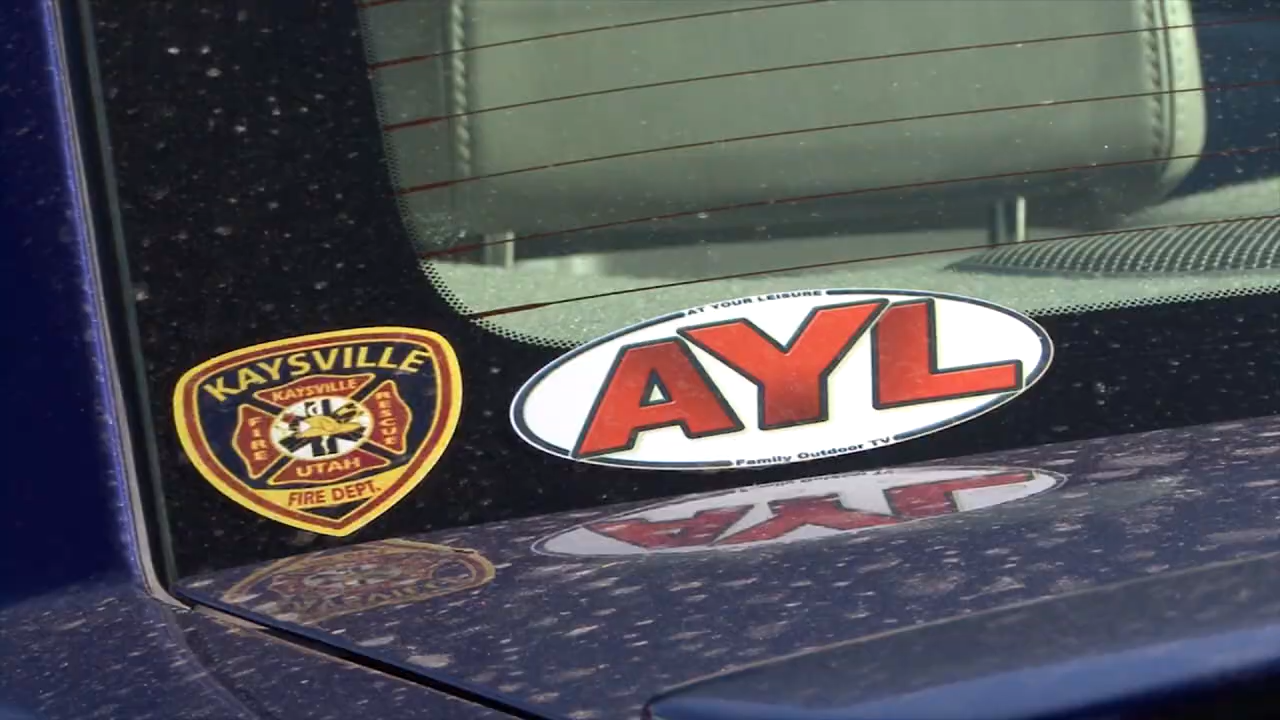 KAYSVILLE
KAYSVILLE
FIRE
RESCUE
UTAH
FIRE DEPT.
AT YOUR LEISURE
AYL
Family Outdoor TV